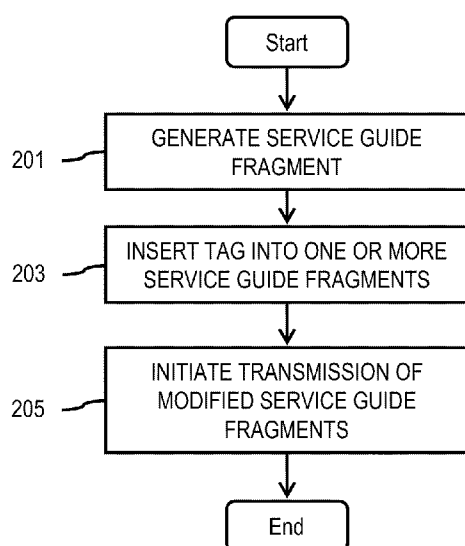 Start
201
GENERATE SERVICE GUIDE
FRAGMENT
203
INSERT TAG INTO ONE OR MORE
SERVICE GUIDE FRAGMENTS
205
INITIATE TRANSMISSION OF
MODIFIED SERVICE GUIDE
FRAGMENTS
End